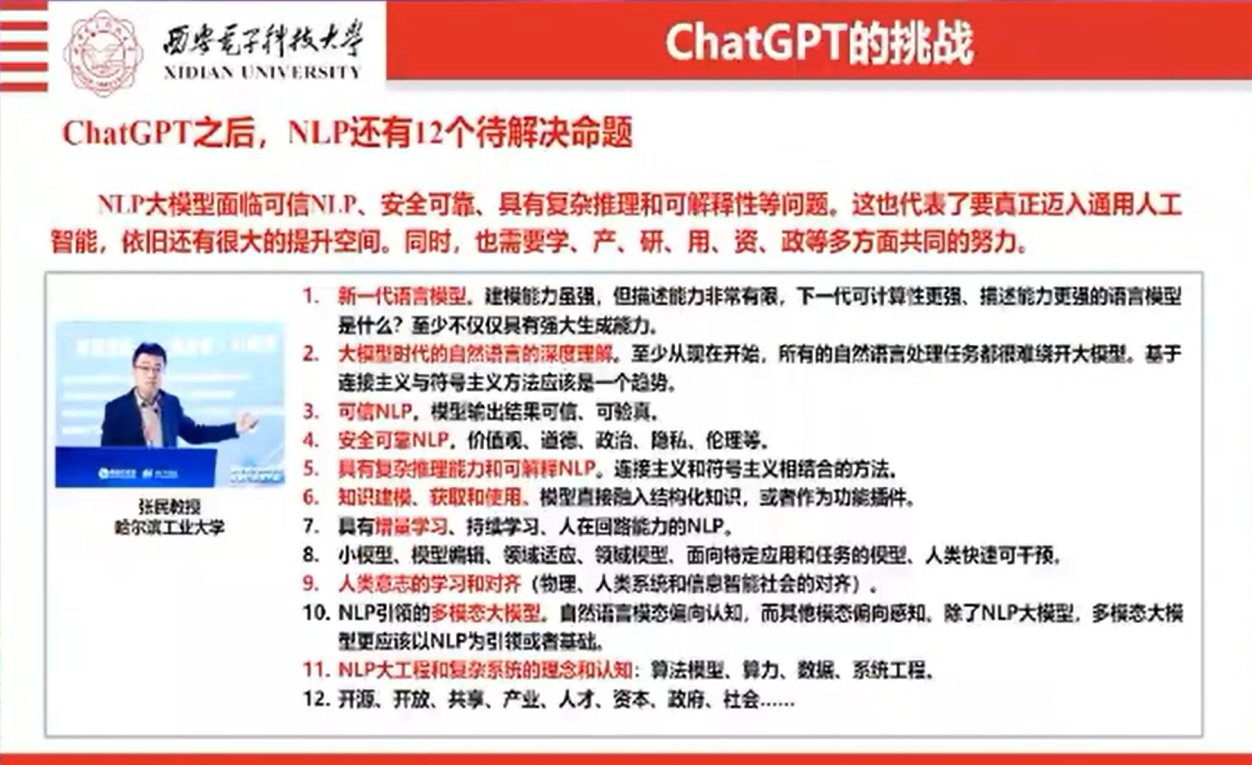 西安电子科技大学
XIDIAN UNIVERSITY
ChatGPT的挑战
ChatGPT之后，NLP还有12个待解决命题
NLP大模型面临可信NLP、安全可靠、具有复杂推理和可解释性等问题。这也代表了要真正迈入通用人工
智能，依旧还有很大的提升空间。同时，也需要学、产、研、用、资、政等多方面共同的努力。
1. 新一代语言模型。建模能力虽强，但描述能力非常有限，下一代可计算性更强、描述能力更强的语言模型
是什么？至少不仅仅具有强大生成能力。
2. 大模型时代的自然语言的深度理解。至少从现在开始，所有的自然语言处理任务都很难绕开大模型。基于
连接主义与符号主义方法应该是一个趋势。
3. 可信NLP，模型输出结果可信、可验真。
4. 安全可靠NLP，价值观、道德、政治、隐私、伦理等。
5. 具有复杂推理能力和可解释NLP。连接主义和符号主义相结合的方法。
6. 知识建模、获取和使用。模型直接融入结构化知识，或者作为功能插件。
7. 具有增量学习、持续学习、人在回路能力的NLP。
8. 小模型、模型编辑、领域适应、领域模型、面向特定应用和任务的模型、人类快速可干预。
9. 人类意志的学习和对齐（物理、人类系统和信息智能社会的对齐）。
10. NLP引领的多模态大模型。自然语言模态偏向认知，而其他模态偏向感知。除了NLP大模型，多模态大模
型更应该以NLP为引领或者基础。
11. NLP大工程和复杂系统的理念和认知：算法模型、算力、数据、系统工程。
12. 开源、开放、共享、产业、人才、资本、政府、社会……
张民教授
哈尔滨工业大学